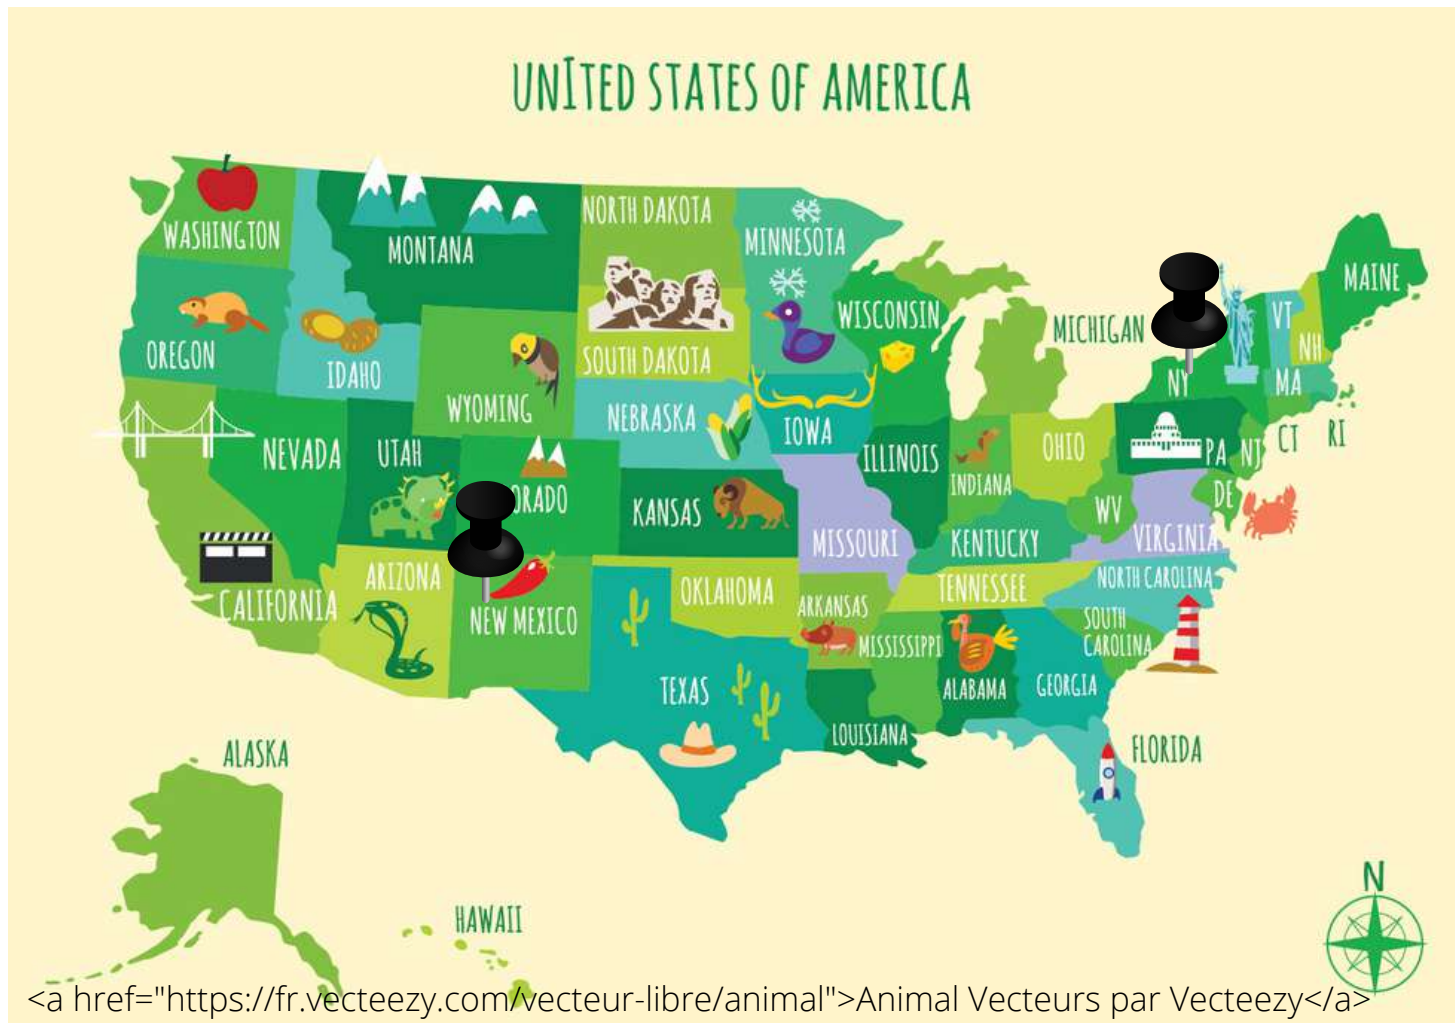 UNITED STATES OF AMERICA
WASHINGTON
MONTANA
NORTH DAKOTA
MINNESOTA
MAINE
OREGON
IDAHO
WYOMING
SOUTH DAKOTA
WISCONSIN
MICHIGAN
VT
NH
NY
MA
NEVADA
UTAH
ORADO
NEBRASKA
IOWA
ILLINOIS
INDIANA
OHIO
PA
NJ
CT
RI
KANSAS
MISSOURI
KENTUCKY
WV
VIRGINIA
DE
CALIFORNIA
ARIZONA
NEW MEXICO
OKLAHOMA
ARKANSAS
TENNESSEE
NORTH CAROLINA
SOUTH
CAROLINA
TEXAS
LOUISIANA
MISSISSIPPI
ALABAMA
GEORGIA
FLORIDA
ALASKA
HAWAII
N
<a href="https://fr.vecteezy.com/vecteur-libre/animal">Animal Vecteurs par Vecteezy</a>